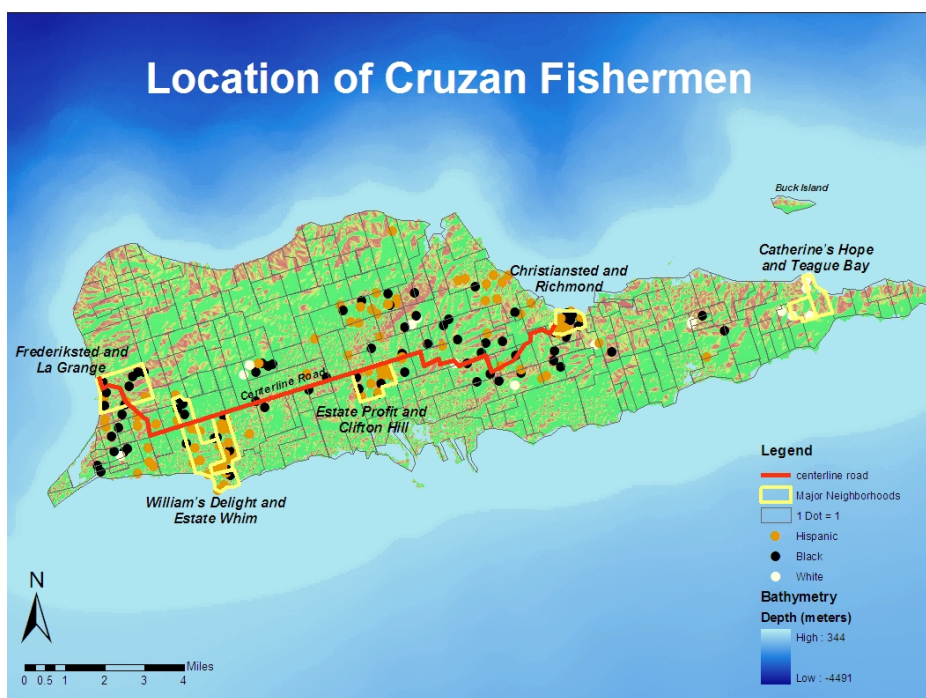 Location of Cruzan Fishermen
Buck Island
Catherine's Hope
and Teague Bay
Christiansted and
Richmond
Frederiksted and
La Grange
Centerline Road
Estate Profit and
Clifton Hill
William's Delight and
Estate Whim
Legend
centerline road
Major Neighborhoods
1 Dot = 1
Hispanic
Black
White
Bathymetry
Depth (meters)
High : 344
Low : -4491
N
Miles
0 0.5 1 2 3 4